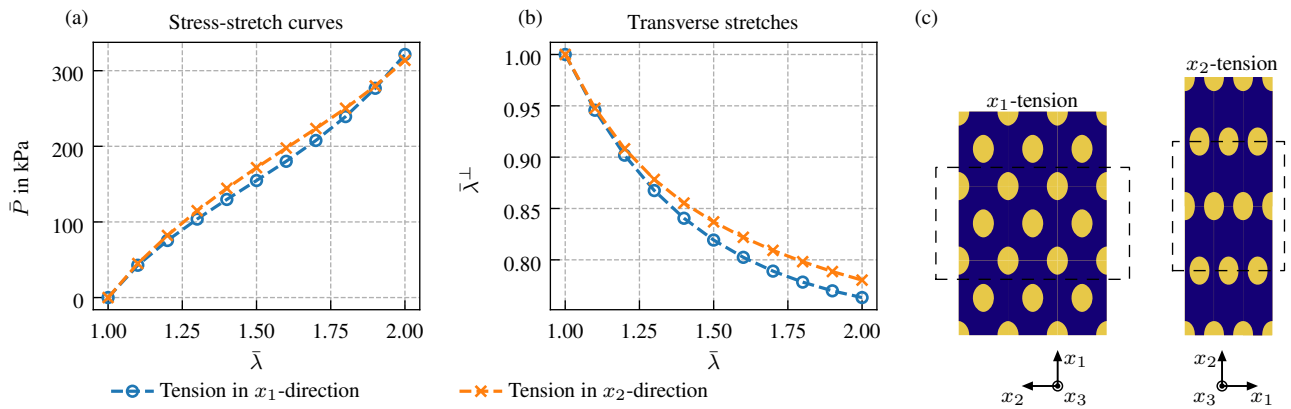 (a)
Stress-stretch curves
300
200
100
0
P̄ in kPa
1.00 1.25 1.50 1.75 2.00
λ̄
(b)
Transverse stretches
1.00
0.95
0.90
0.85
0.80
λ̄⊥
1.00 1.25 1.50 1.75 2.00
λ̄
Tension in x₁-direction
Tension in x₂-direction
(c)
x₁-tension
x₂-tension
x₁
x₂ x₃
x₂
x₃ x₁